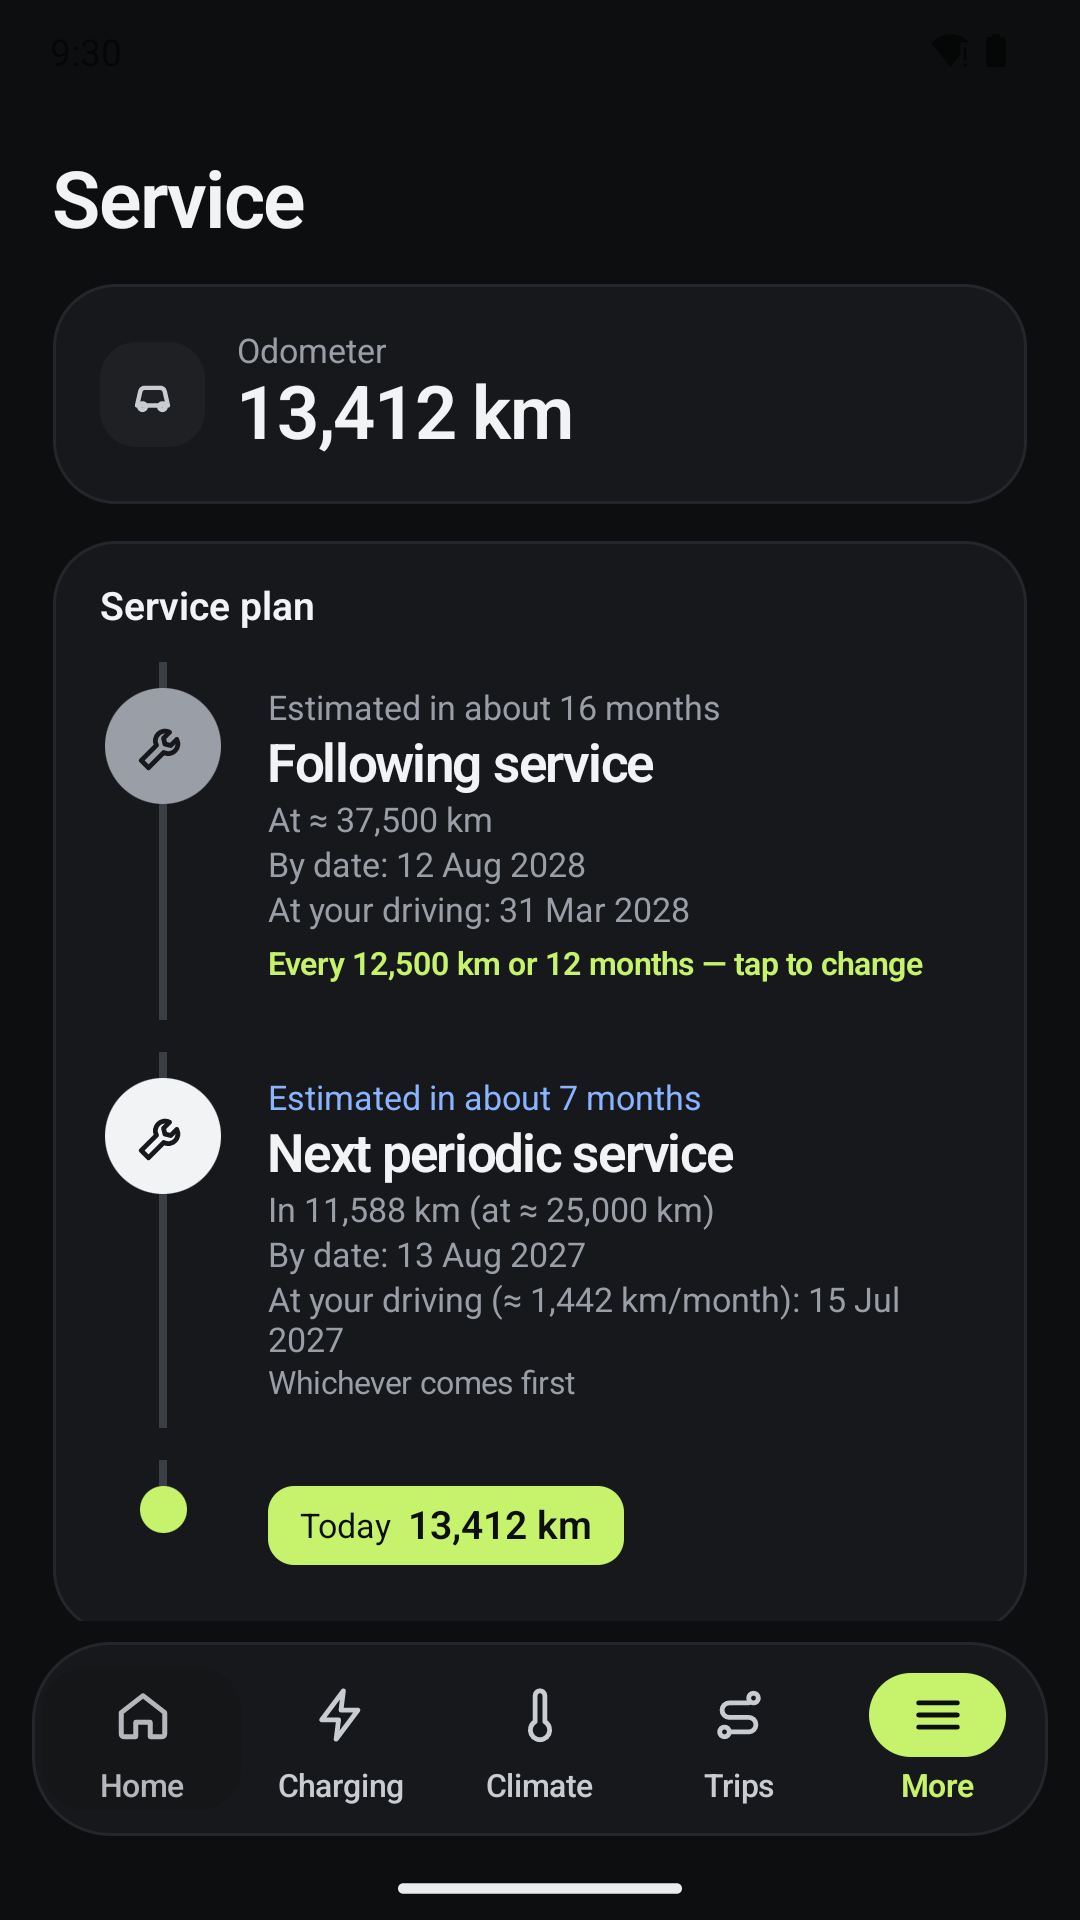 9:30
Service
Odometer
13,412 km
Service plan
Estimated in about 16 months
Following service
At ≈ 37,500 km
By date: 12 Aug 2028
At your driving: 31 Mar 2028
Every 12,500 km or 12 months — tap to change
Estimated in about 7 months
Next periodic service
In 11,588 km (at ≈ 25,000 km)
By date: 13 Aug 2027
At your driving (≈ 1,442 km/month): 15 Jul
2027
Whichever comes first
Today 13,412 km
Home Charging Climate Trips More